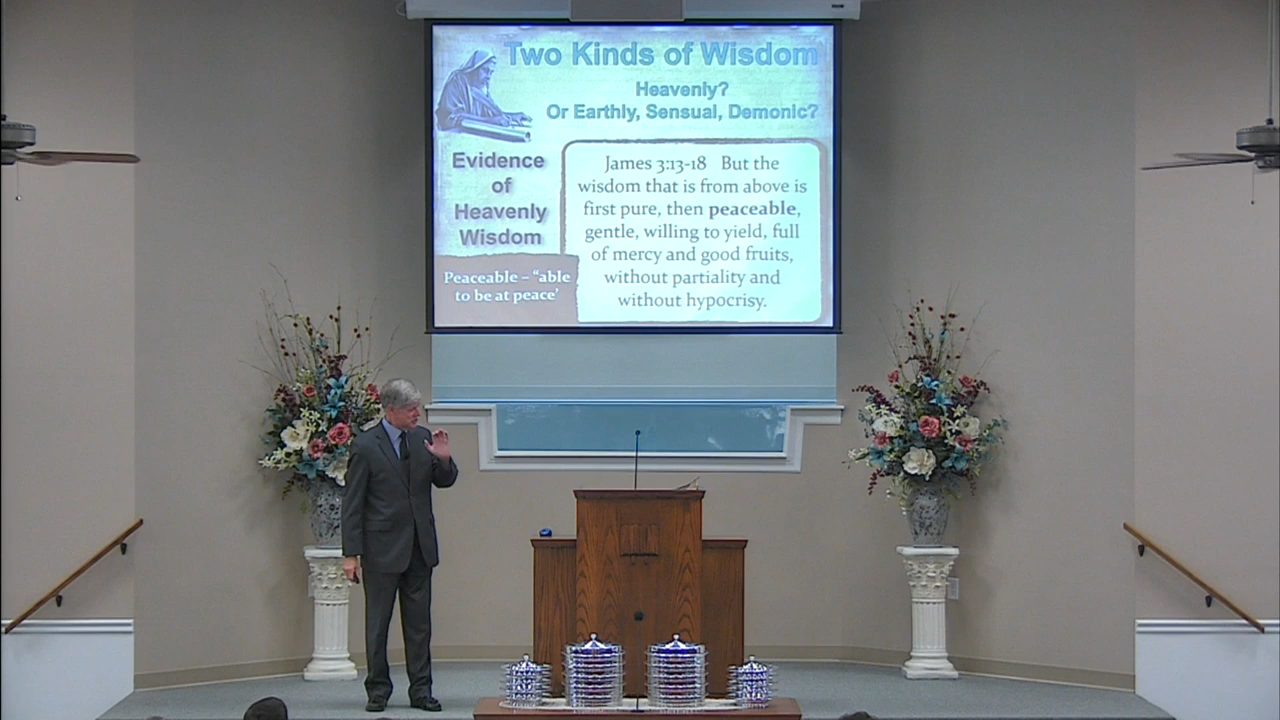 Two Kinds of Wisdom
Heavenly?
Or Earthly, Sensual, Demonic?
Evidence
of
Heavenly
Wisdom
Peaceable – “able
to be at peace’
James 3:13-18 But the
wisdom that is from above is
first pure, then peaceable,
gentle, willing to yield, full
of mercy and good fruits,
without partiality and
without hypocrisy.